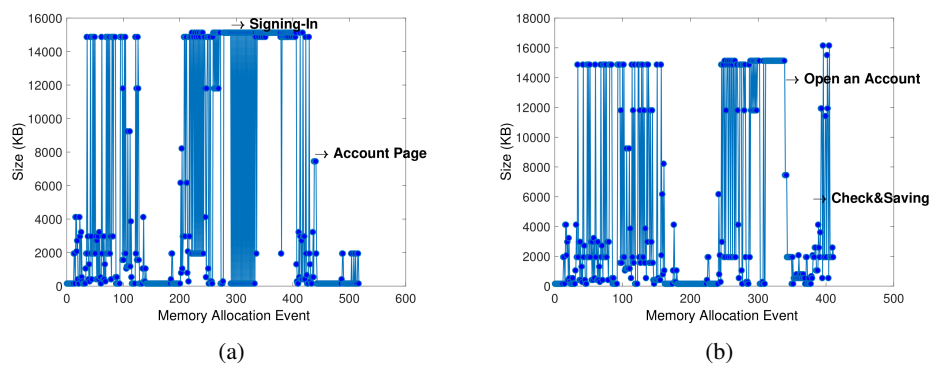 16000
14000
12000
10000
8000
6000
4000
2000
0
Size (KB)
→ Signing-In
→ Account Page
0 100 200 300 400 500 600
Memory Allocation Event
(a)
18000
16000
14000
12000
10000
8000
6000
4000
2000
0
Size (KB)
→ Open an Account
→ Check&Saving
0 100 200 300 400 500
Memory Allocation Event
(b)